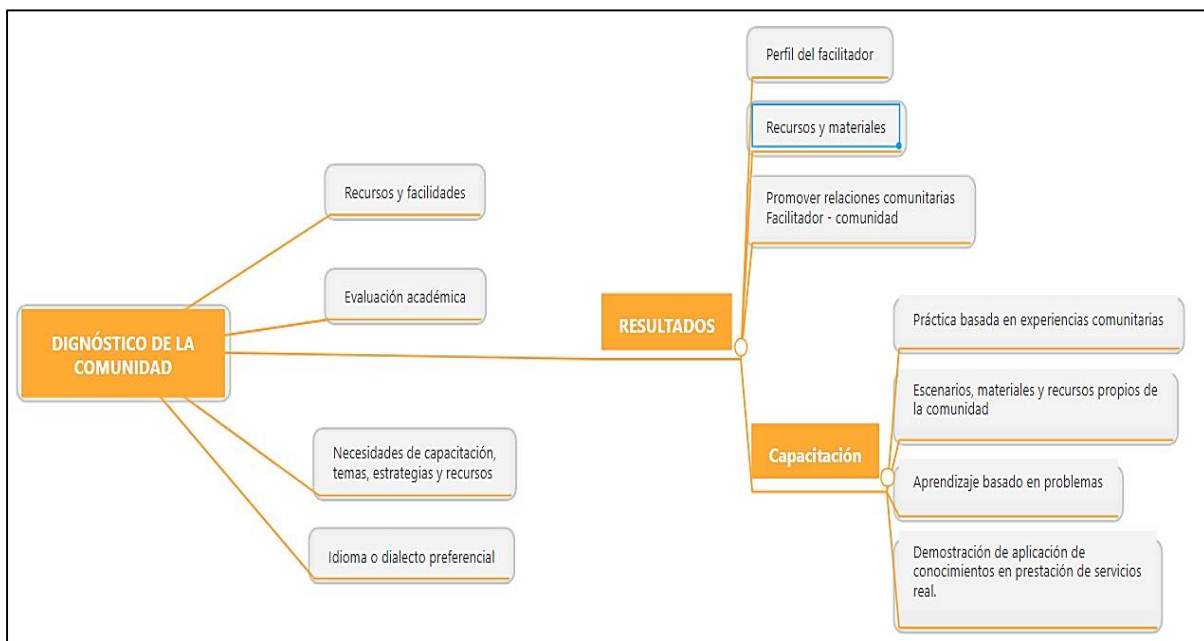 DIGNÓSTICO DE LA
COMUNIDAD
Recursos y facilidades
Evaluación académica
Necesidades de capacitación,
temas, estrategias y recursos
Idioma o dialecto preferencial
RESULTADOS
Perfil del facilitador
Recursos y materiales
Promover relaciones comunitarias
Facilitador - comunidad
Capacitación
Práctica basada en experiencias comunitarias
Escenarios, materiales y recursos propios de
la comunidad
Aprendizaje basado en problemas
Demostración de aplicación de
conocimientos en prestación de servicios
real.